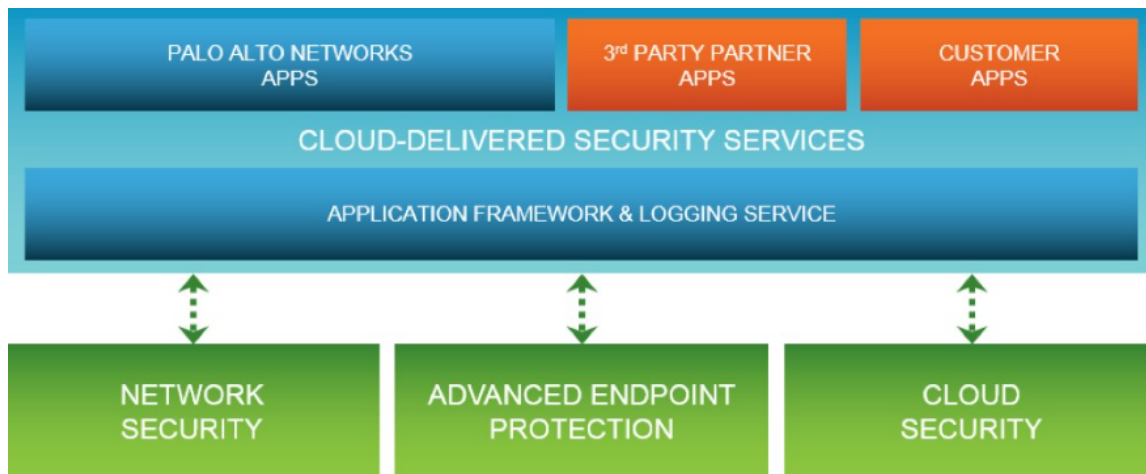 PALO ALTO NETWORKS
APPS
3rd PARTY PARTNER
APPS
CUSTOMER
APPS
CLOUD-DELIVERED SECURITY SERVICES
APPLICATION FRAMEWORK & LOGGING SERVICE
NETWORK
SECURITY
ADVANCED ENDPOINT
PROTECTION
CLOUD
SECURITY